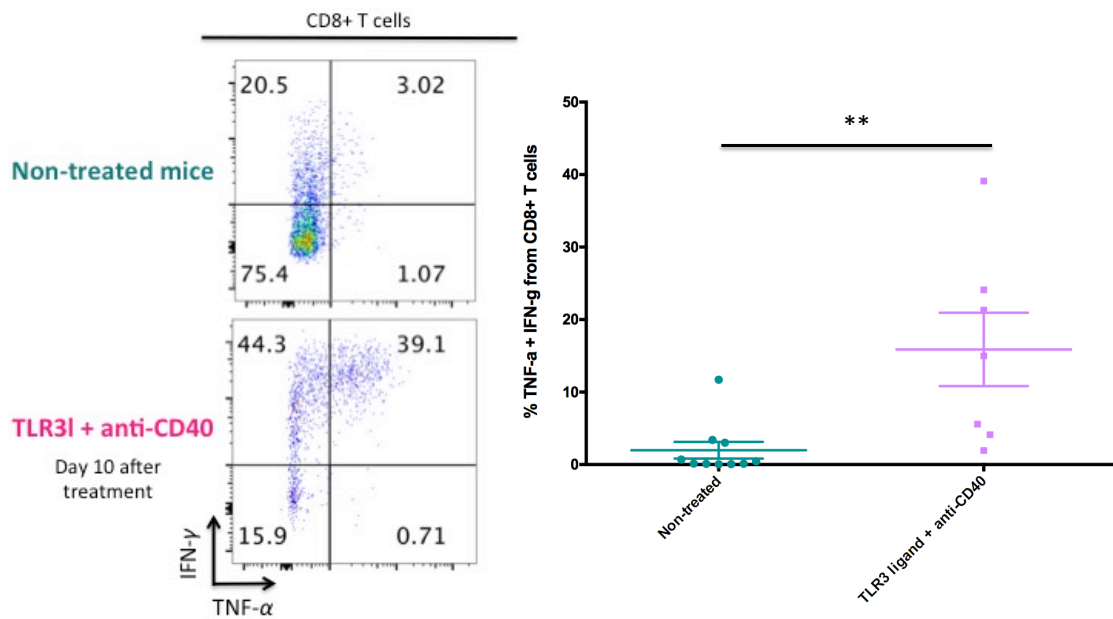 CD8+ T cells
Non-treated mice
20.5
3.02
75.4
1.07
TLR3l + anti-CD40
Day 10 after
treatment
44.3
39.1
15.9
0.71
IFN-γ
TNF-α
% TNF-a + IFN-g from CD8+ T cells
50
40
30
20
10
0
**
Non-treated
TLR3 ligand + anti-CD40